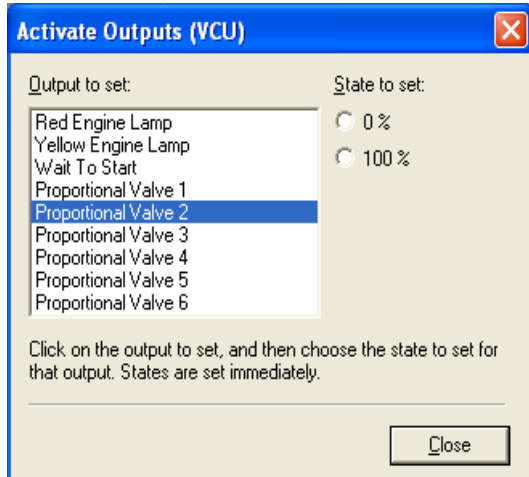 Activate Outputs (VCU)
Output to set:
Red Engine Lamp
Yellow Engine Lamp
Wait To Start
Proportional Valve 1
Proportional Valve 2
Proportional Valve 3
Proportional Valve 4
Proportional Valve 5
Proportional Valve 6
State to set:
0 %
100 %
Click on the output to set, and then choose the state to set for
that output. States are set immediately.
Close